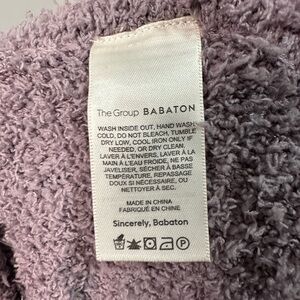 The Group BABATON
WASH INSIDE OUT, HAND WASH
COLD, DO NOT BLEACH, TUMBLE
DRY LOW, COOL IRON ONLY IF
NEEDED, OR DRY CLEAN.
LAVER À L'ENVERS, LAVER À LA
MAIN À L'EAU FROIDE, NE PAS
JAVELISER, SÉCHER À BASSE
TEMPÉRATURE, REPASSAGE
DOUX SI NÉCESSAIRE, OU
NETTOYER À SEC.
MADE IN CHINA
FABRIQUÉ EN CHINE
Sincerely, Babaton